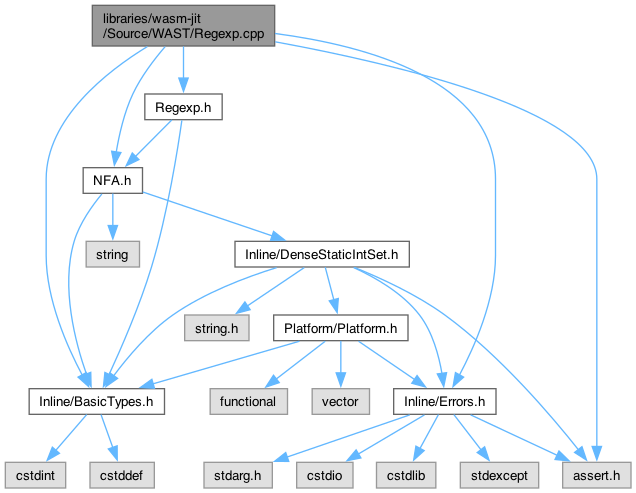 libraries/wasm-jit
/Source/WAST/Regexp.cpp
Regexp.h
NFA.h
string
Inline/DenseStaticIntSet.h
string.h
Platform/Platform.h
Inline/BasicTypes.h
functional
vector
Inline/Errors.h
cstdint
cstddef
stdarg.h
cstdio
cstdlib
stdexcept
assert.h